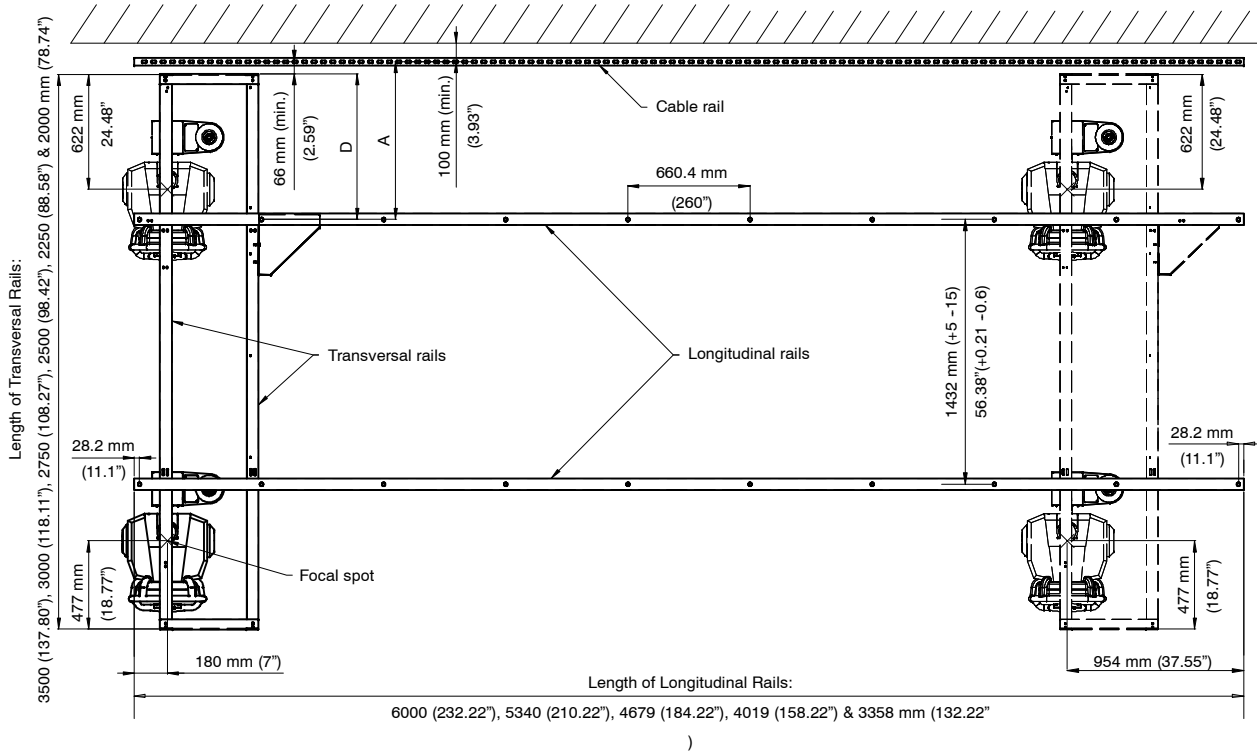 Cable rail
622 mm
24.48”
66 mm (min.)
(2.59”)
D
A
100 mm (min.)
(3.93”)
660.4 mm
(260”)
622 mm
(24.48”)
Length of Transversal Rails:
3500 (137.80”), 3000 (118.11”), 2750 (108.27”), 2500 (98.42”), 2250 (88.58”) & 2000 mm (78.74”)
Transversal rails
Longitudinal rails
1432 mm (+5 -15)
56.38”(+0.21 -0.6)
28.2 mm
(11.1”)
28.2 mm
(11.1”)
477 mm
(18.77”)
Focal spot
477 mm
(18.77”)
180 mm (7”)
954 mm (37.55”)
Length of Longitudinal Rails:
6000 (232.22”), 5340 (210.22”), 4679 (184.22”), 4019 (158.22”) & 3358 mm (132.22”
)